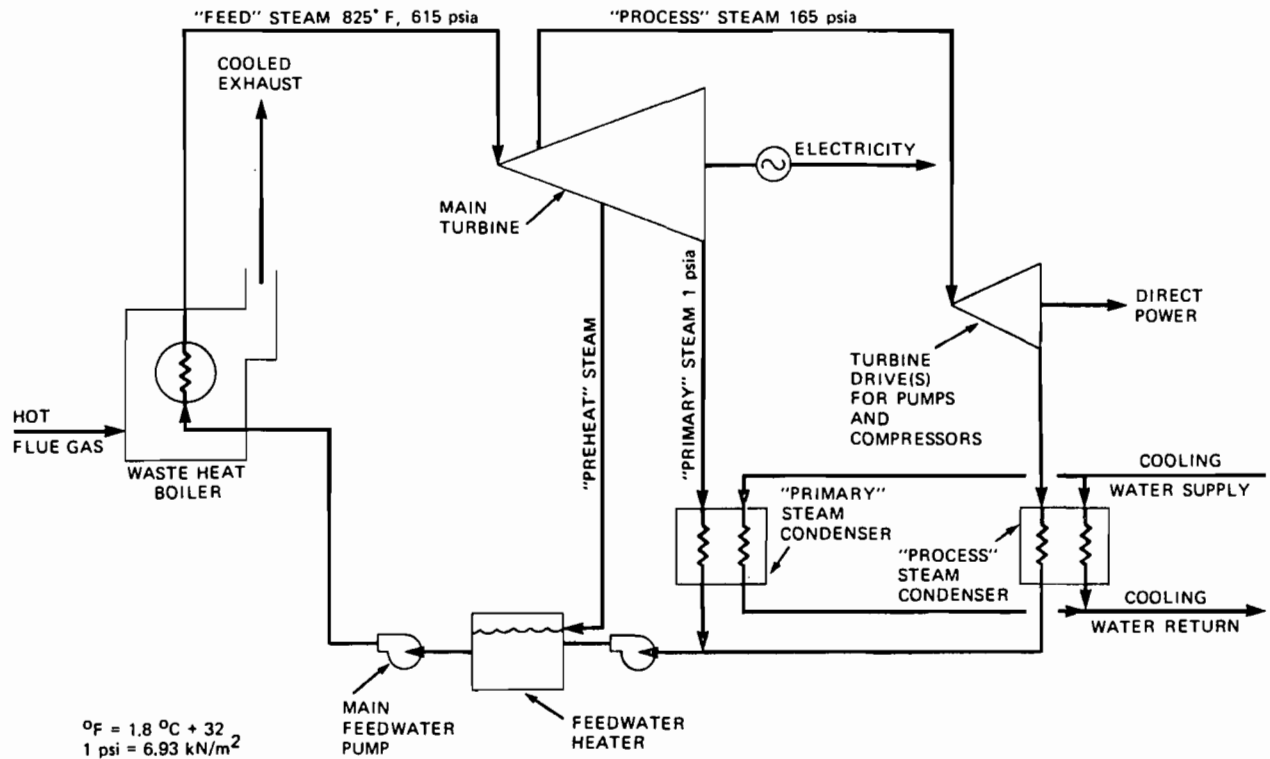 "FEED" STEAM 825° F, 615 psia
"PROCESS" STEAM 165 psia
COOLED
EXHAUST
ELECTRICITY
MAIN
TURBINE
"PREHEAT" STEAM
"PRIMARY" STEAM 1 psia
DIRECT
POWER
TURBINE
DRIVE(S)
FOR PUMPS
AND
COMPRESSORS
HOT
FLUE GAS
WASTE HEAT
BOILER
COOLING
WATER SUPPLY
"PRIMARY"
STEAM
CONDENSER
"PROCESS"
STEAM
CONDENSER
COOLING
WATER RETURN
MAIN
FEEDWATER
PUMP
FEEDWATER
HEATER
°F = 1.8 °C + 32
1 psi = 6.93 kN/m²